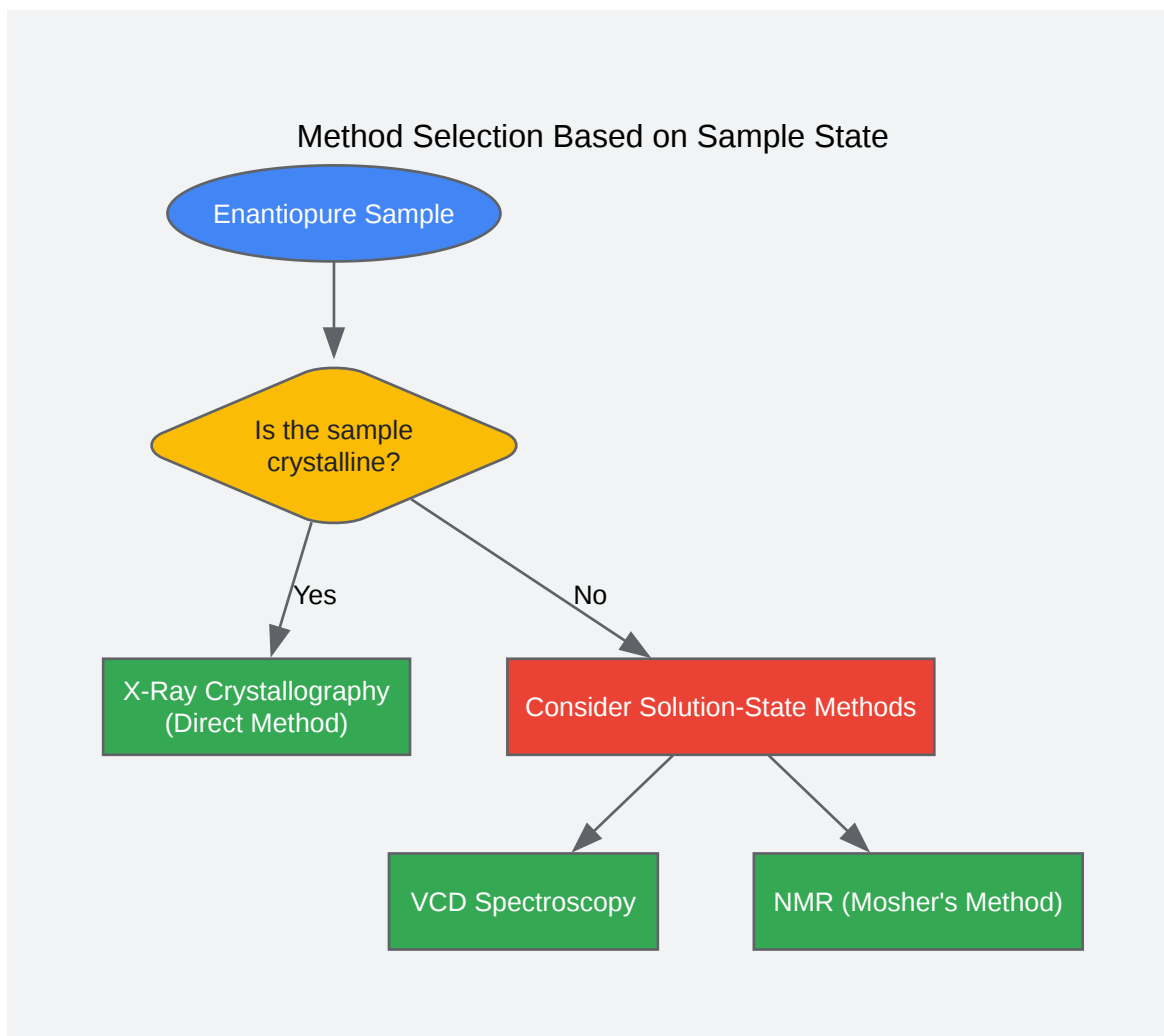 Method Selection Based on Sample State
Enantiopure Sample
Is the sample
crystalline?
Yes
No
X-Ray Crystallography
(Direct Method)
Consider Solution-State Methods
VCD Spectroscopy
NMR (Mosher's Method)